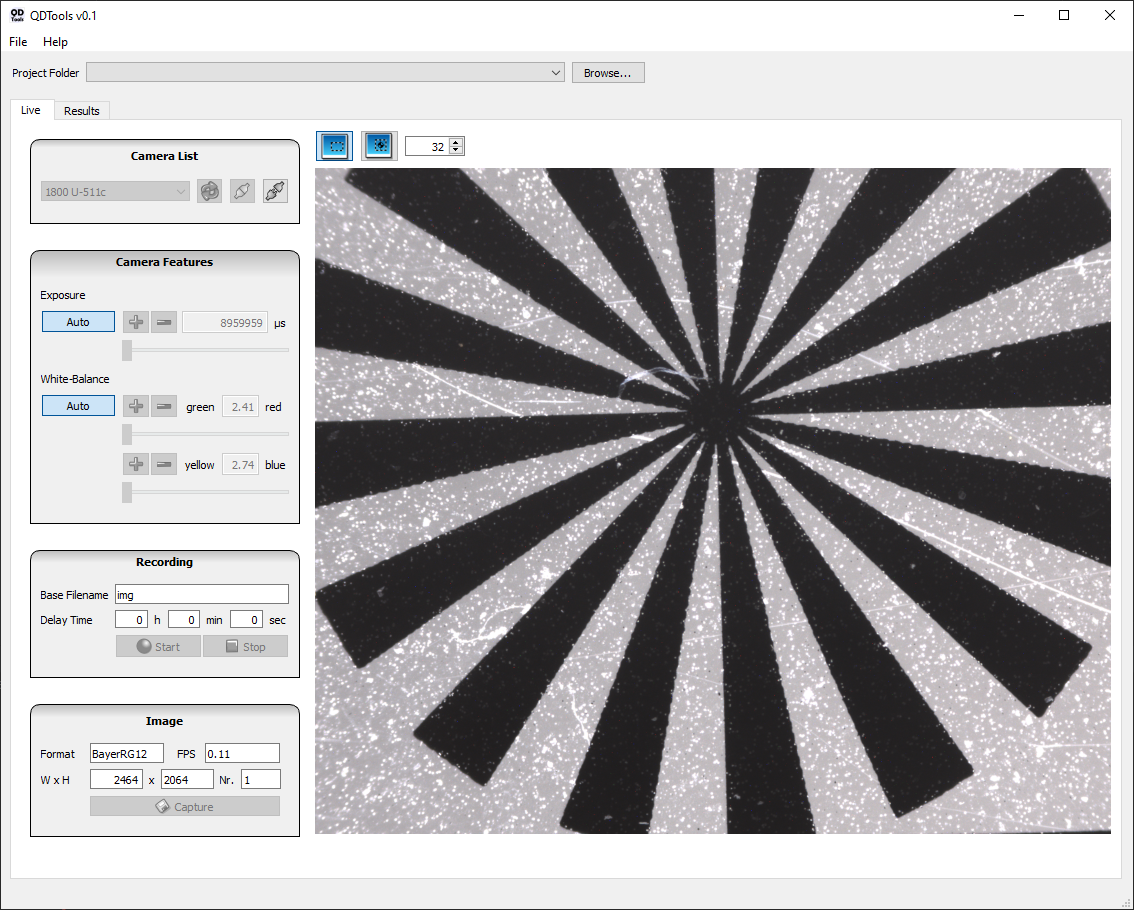 QD Tools QDTools v0.1
File Help
Project Folder Browse...
Live Results
Camera List
1800 U-511c
32
Camera Features
Exposure
Auto 8959959 µs
White-Balance
Auto green 2.41 red
yellow 2.74 blue
Recording
Base Filename img
Delay Time 0 h 0 min 0 sec
Start Stop
Image
Format BayerRG12 FPS 0.11
W x H 2464 x 2064 Nr. 1
Capture